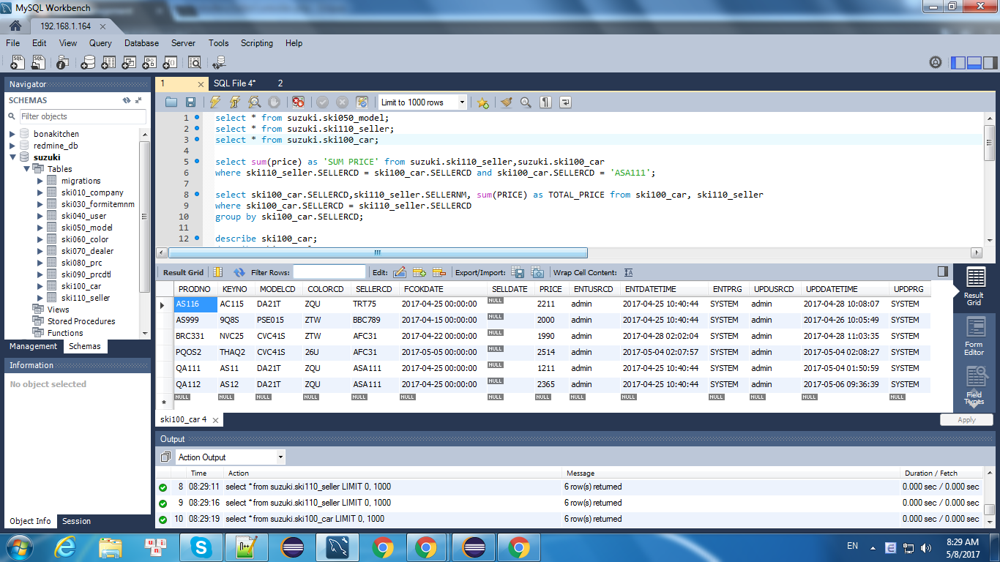 MySQL Workbench
192.168.1.164
File Edit View Query Database Server Tools Scripting Help
Navigator
SCHEMAS
Filter objects
bonakitchen
redmine_db
suzuki
Tables
migrations
ski010_company
ski030_formitemnm
ski040_user
ski050_model
ski060_color
ski070_dealer
ski080_prc
ski090_prcdtl
ski100_car
ski110_seller
Views
Stored Procedures
Functions
Management Schemas
Information
No object selected
Object Info Session
1 SQL File 4* 2
Limit to 1000 rows
1 select * from suzuki.ski050_model;
2 select * from suzuki.ski110_seller;
3 select * from suzuki.ski100_car;
4
5 select sum(price) as 'SUM PRICE' from suzuki.ski110_seller,suzuki.ski100_car
6 where ski110_seller.SELLERCD = ski100_car.SELLERCD and ski100_car.SELLERCD = 'ASA111';
7
8 select ski100_car.SELLERCD,ski110_seller.SELLERNM, sum(PRICE) as TOTAL_PRICE from ski100_car, ski110_seller
9 where ski100_car.SELLERCD = ski110_seller.SELLERCD
10 group by ski100_car.SELLERCD;
11
12 describe ski100_car;
Result Grid Filter Rows: Edit: Export/Import: Wrap Cell Content:
PRODNO KEYNO MODELCD COLORCD SELLERCD FCOKDATE SELLDATE PRICE ENTUSRCD ENTDATETIME ENTPRG UPDUSRCD UPDDATETIME UPDPRG
AS116 AC115 DA21T ZQU TRT75 2017-04-25 00:00:00 NULL 2211 admin 2017-04-25 10:40:44 SYSTEM admin 2017-04-28 10:08:07 SYSTEM
AS999 9Q8S PSE015 ZTW BBC789 2017-04-15 00:00:00 NULL 2000 admin 2017-04-25 10:40:44 SYSTEM admin 2017-04-26 10:05:49 SYSTEM
BRC331 NVC25 CVC41S ZTW AFC31 2017-04-22 00:00:00 NULL 1990 admin 2017-04-28 02:02:04 SYSTEM admin 2017-04-28 11:03:35 SYSTEM
PQOS2 THAQ2 CVC41S 26U AFC31 2017-05-05 00:00:00 NULL 2514 admin 2017-05-04 02:07:57 SYSTEM admin 2017-05-04 02:08:27 SYSTEM
QA111 AS11 DA21T ZQU ASA111 2017-04-25 00:00:00 NULL 1211 admin 2017-04-25 10:40:44 SYSTEM admin 2017-05-04 01:50:59 SYSTEM
QA112 AS12 DA21T ZQU ASA111 2017-04-25 00:00:00 NULL 2365 admin 2017-04-25 10:40:44 SYSTEM admin 2017-05-06 09:36:39 SYSTEM
* NULL NULL NULL NULL NULL NULL NULL NULL NULL NULL NULL NULL NULL NULL
Result Grid
Form Editor
Field Types
ski100_car 4
Apply
Output
Action Output
Time Action Message Duration / Fetch
8 08:29:11 select * from suzuki.ski110_seller LIMIT 0, 1000 6 row(s) returned 0.000 sec / 0.000 sec
9 08:29:16 select * from suzuki.ski110_seller LIMIT 0, 1000 6 row(s) returned 0.000 sec / 0.000 sec
10 08:29:19 select * from suzuki.ski100_car LIMIT 0, 1000 6 row(s) returned 0.000 sec / 0.000 sec
EN
8:29 AM
5/8/2017